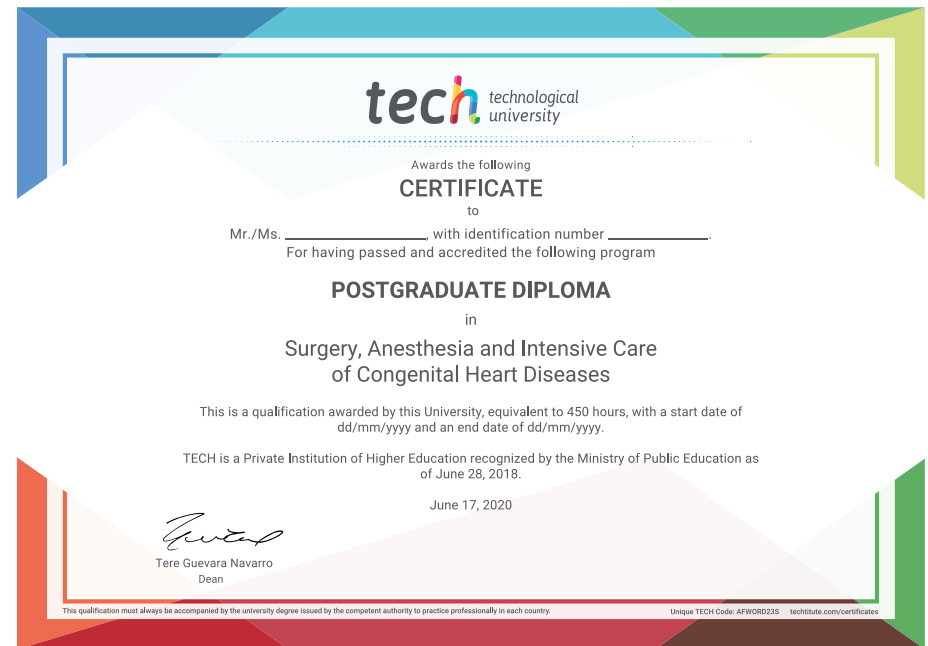 tech technological
university
Awards the following
CERTIFICATE
to
Mr./Ms. ____________________, with identification number ______________.
For having passed and accredited the following program
POSTGRADUATE DIPLOMA
in
Surgery, Anesthesia and Intensive Care
of Congenital Heart Diseases
This is a qualification awarded by this University, equivalent to 450 hours, with a start date of
dd/mm/yyyy and an end date of dd/mm/yyyy.
TECH is a Private Institution of Higher Education recognized by the Ministry of Public Education as
of June 28, 2018.
June 17, 2020
Tere Guevara Navarro
Dean
This qualification must always be accompanied by the university degree issued by the competent authority to practice professionally in each country.
Unique TECH Code: AFWORD23S techtitute.com/certificates